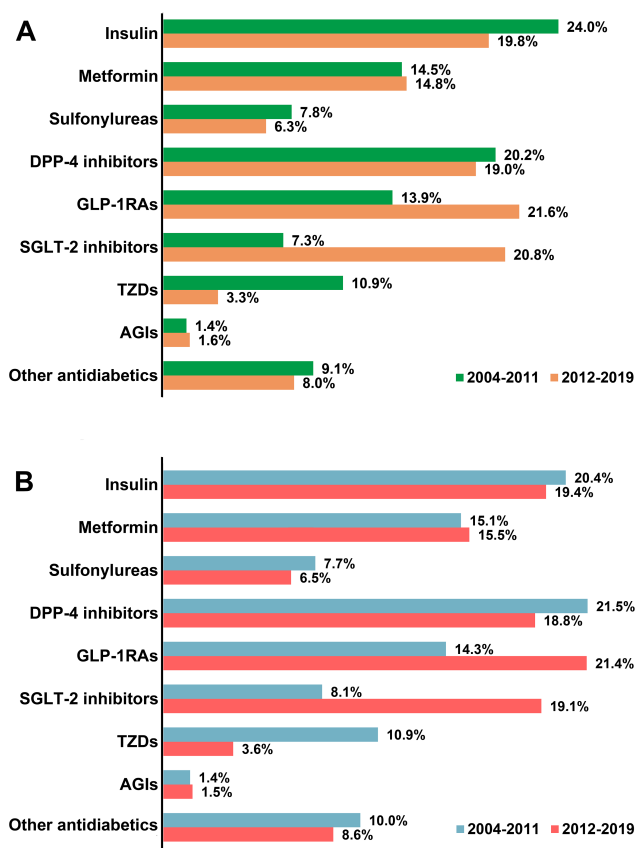 A
Insulin
24.0%
19.8%
Metformin
14.5%
14.8%
Sulfonylureas
7.8%
6.3%
DPP-4 inhibitors
20.2%
19.0%
GLP-1RAs
13.9%
21.6%
SGLT-2 inhibitors
7.3%
20.8%
TZDs
10.9%
3.3%
AGIs
1.4%
1.6%
Other antidiabetics
9.1%
8.0%
2004-2011 2012-2019
B
Insulin
20.4%
19.4%
Metformin
15.1%
15.5%
Sulfonylureas
7.7%
6.5%
DPP-4 inhibitors
21.5%
18.8%
GLP-1RAs
14.3%
21.4%
SGLT-2 inhibitors
8.1%
19.1%
TZDs
10.9%
3.6%
AGIs
1.4%
1.5%
Other antidiabetics
10.0%
8.6%
2004-2011 2012-2019